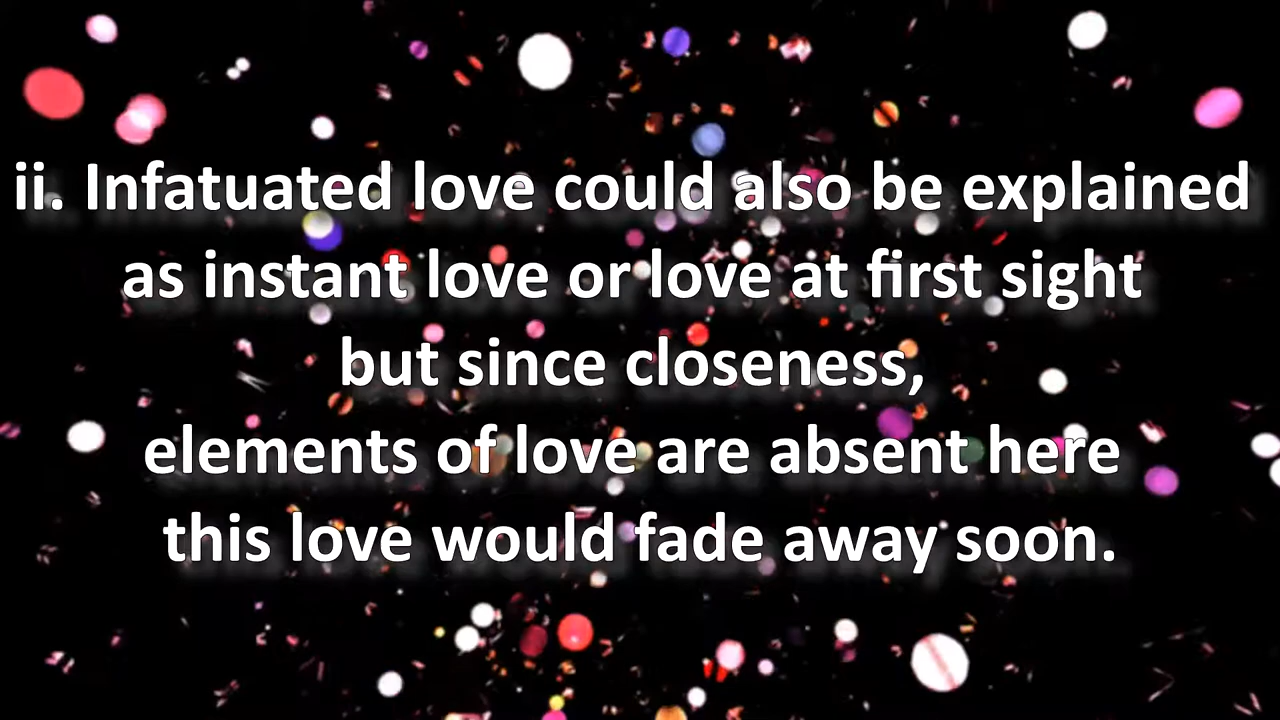 ii. Infatuated love could also be explained
as instant love or love at first sight
but since closeness,
elements of love are absent here
this love would fade away soon.